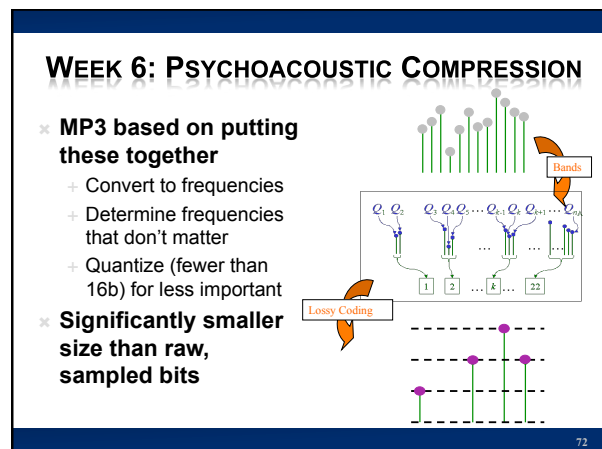 WEEK 6: PSYCHOACOUSTIC COMPRESSION
MP3 based on putting
these together
Convert to frequencies
Determine frequencies
that don't matter
Quantize (fewer than
16b) for less important
Significantly smaller
size than raw,
sampled bits
Bands
Q1 Q2 Q3 Q4 Q5 ... Qk-1 Qk Qk+1 ...
... ...
1 2 ... k ... 22
Lossy Coding
72